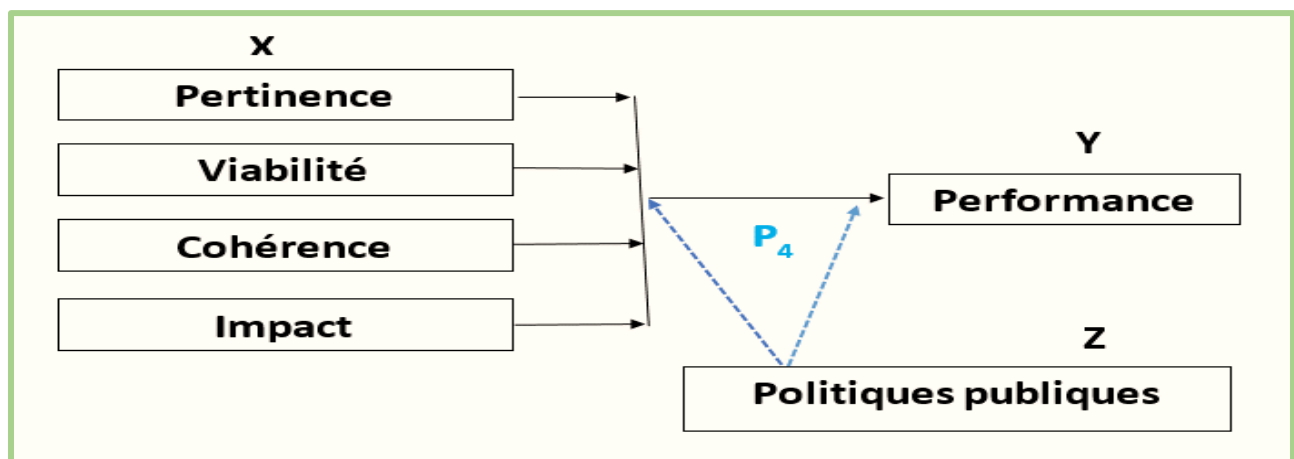 X
Pertinence
Viabilité
Cohérence
Impact
Y
Performance
P4
Z
Politiques publiques